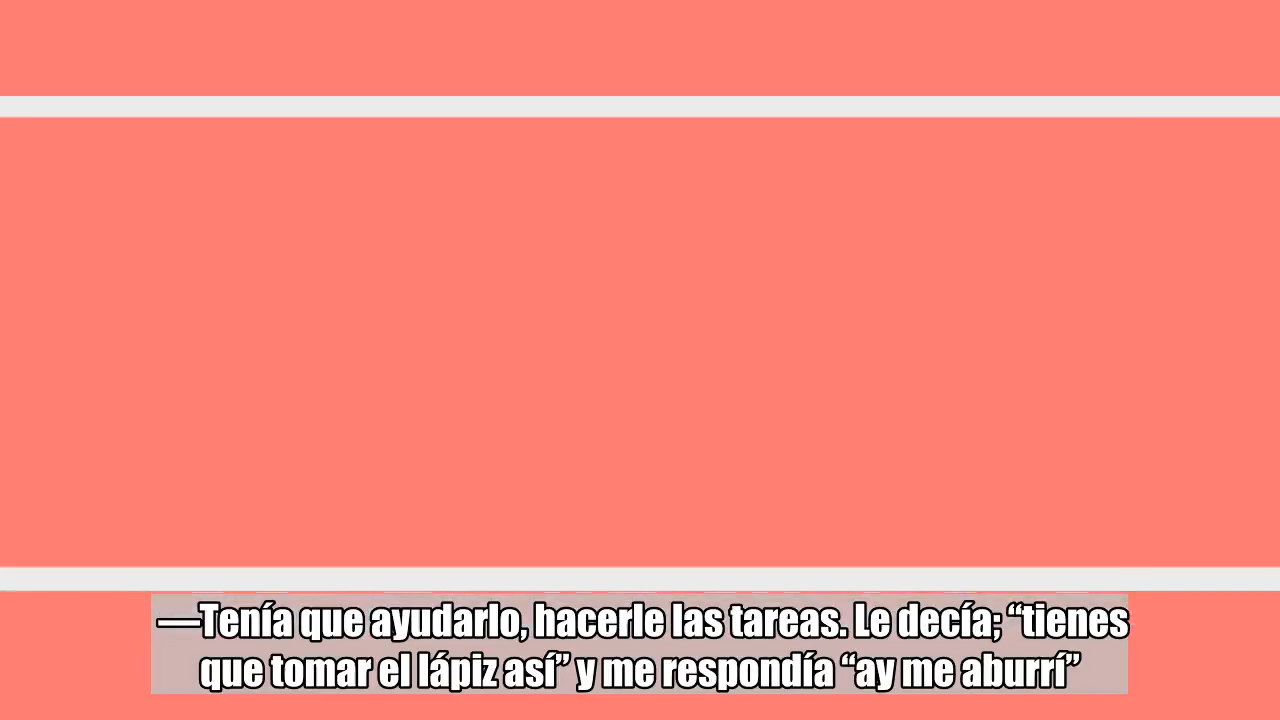 —Tenía que ayudarlo, hacerle las tareas. Le decía; “tienes
que tomar el lápiz así” y me respondía “ay me aburrí”